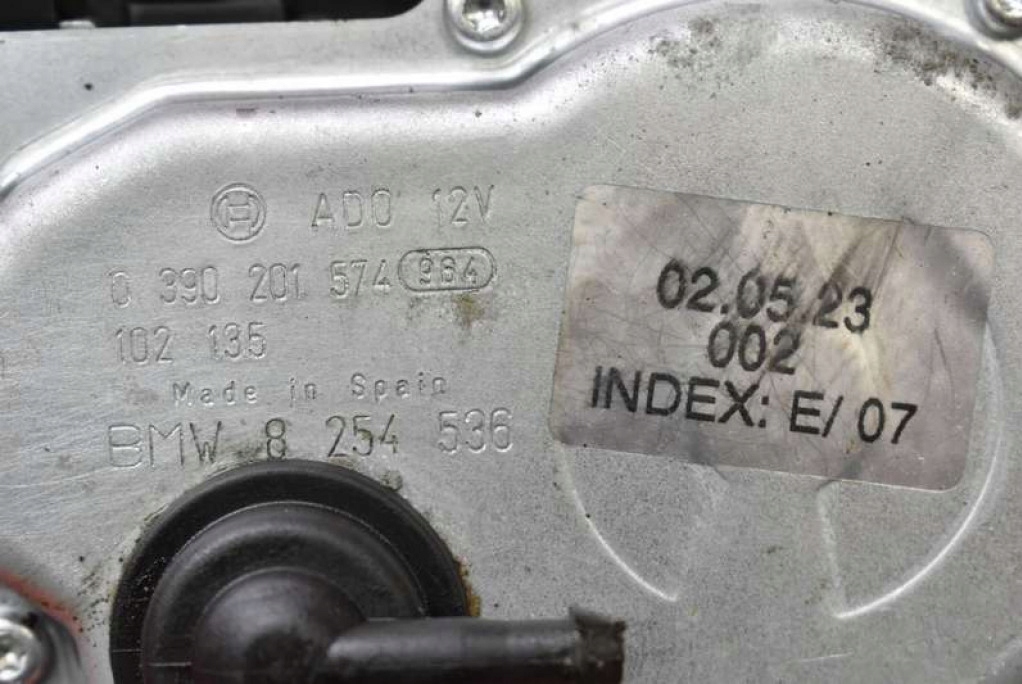 H ADO 12V
0 390 201 574 964
102 135
Made in Spain
BMW 8 254 536
02.05.23
002
INDEX: E/ 07